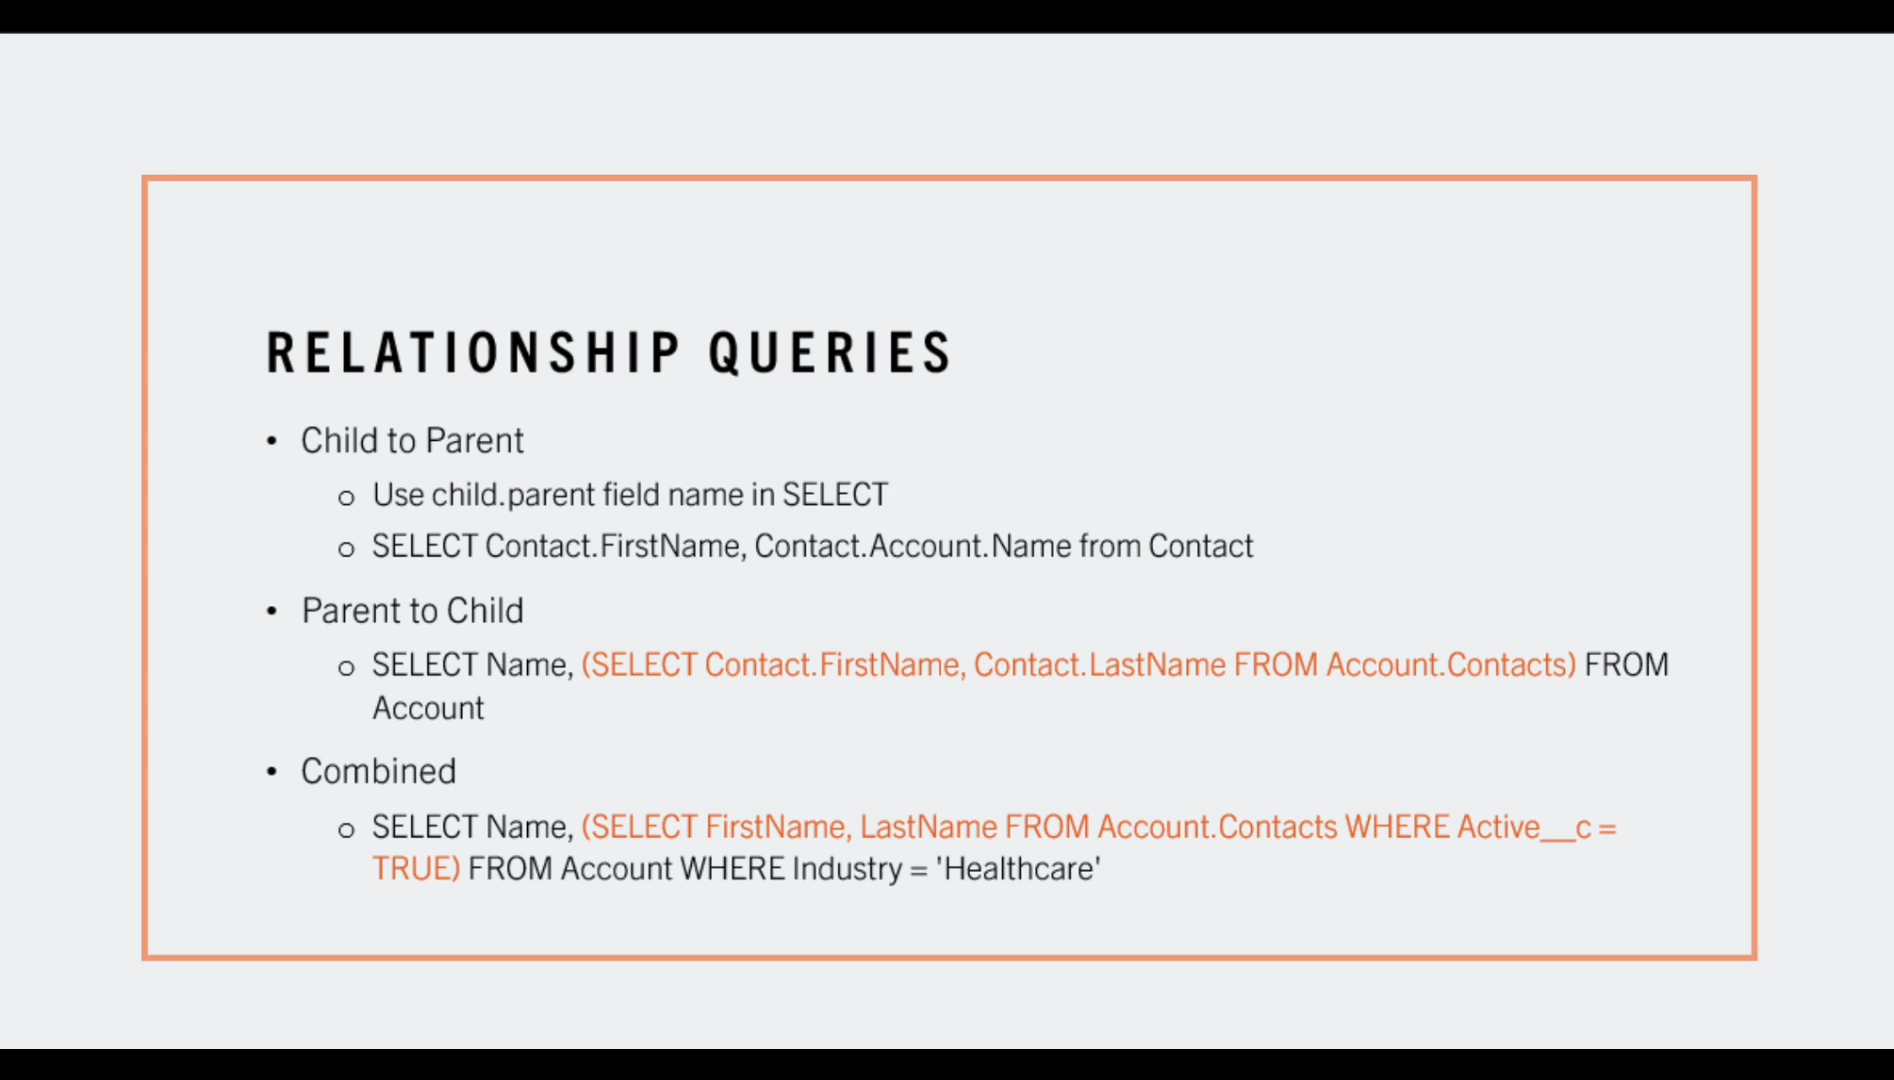 RELATIONSHIP QUERIES
• Child to Parent
o Use child.parent field name in SELECT
o SELECT Contact.FirstName, Contact.Account.Name from Contact
• Parent to Child
o SELECT Name, (SELECT Contact.FirstName, Contact.LastName FROM Account.Contacts) FROM
Account
• Combined
o SELECT Name, (SELECT FirstName, LastName FROM Account.Contacts WHERE Active__c =
TRUE) FROM Account WHERE Industry = 'Healthcare'